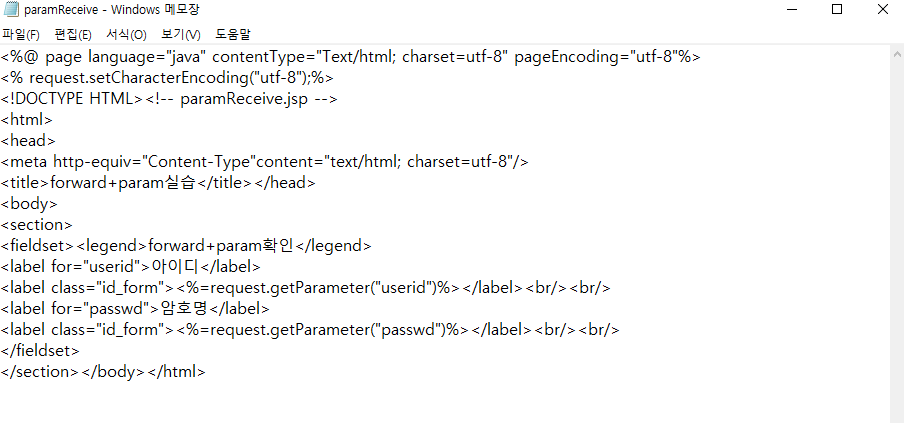 paramReceive - Windows 메모장
파일(F) 편집(E) 서식(O) 보기(V) 도움말
<%@ page language="java" contentType="Text/html; charset=utf-8" pageEncoding="utf-8"%>
<% request.setCharacterEncoding("utf-8");%>
<!DOCTYPE HTML><!-- paramReceive.jsp -->
<html>
<head>
<meta http-equiv="Content-Type"content="text/html; charset=utf-8"/>
<title>forward+param실습</title></head>
<body>
<section>
<fieldset><legend>forward+param확인</legend>
<label for="userid">아이디</label>
<label class="id_form"><%=request.getParameter("userid")%></label><br/><br/>
<label for="passwd">암호명</label>
<label class="id_form"><%=request.getParameter("passwd")%></label><br/><br/>
</fieldset>
</section></body></html>